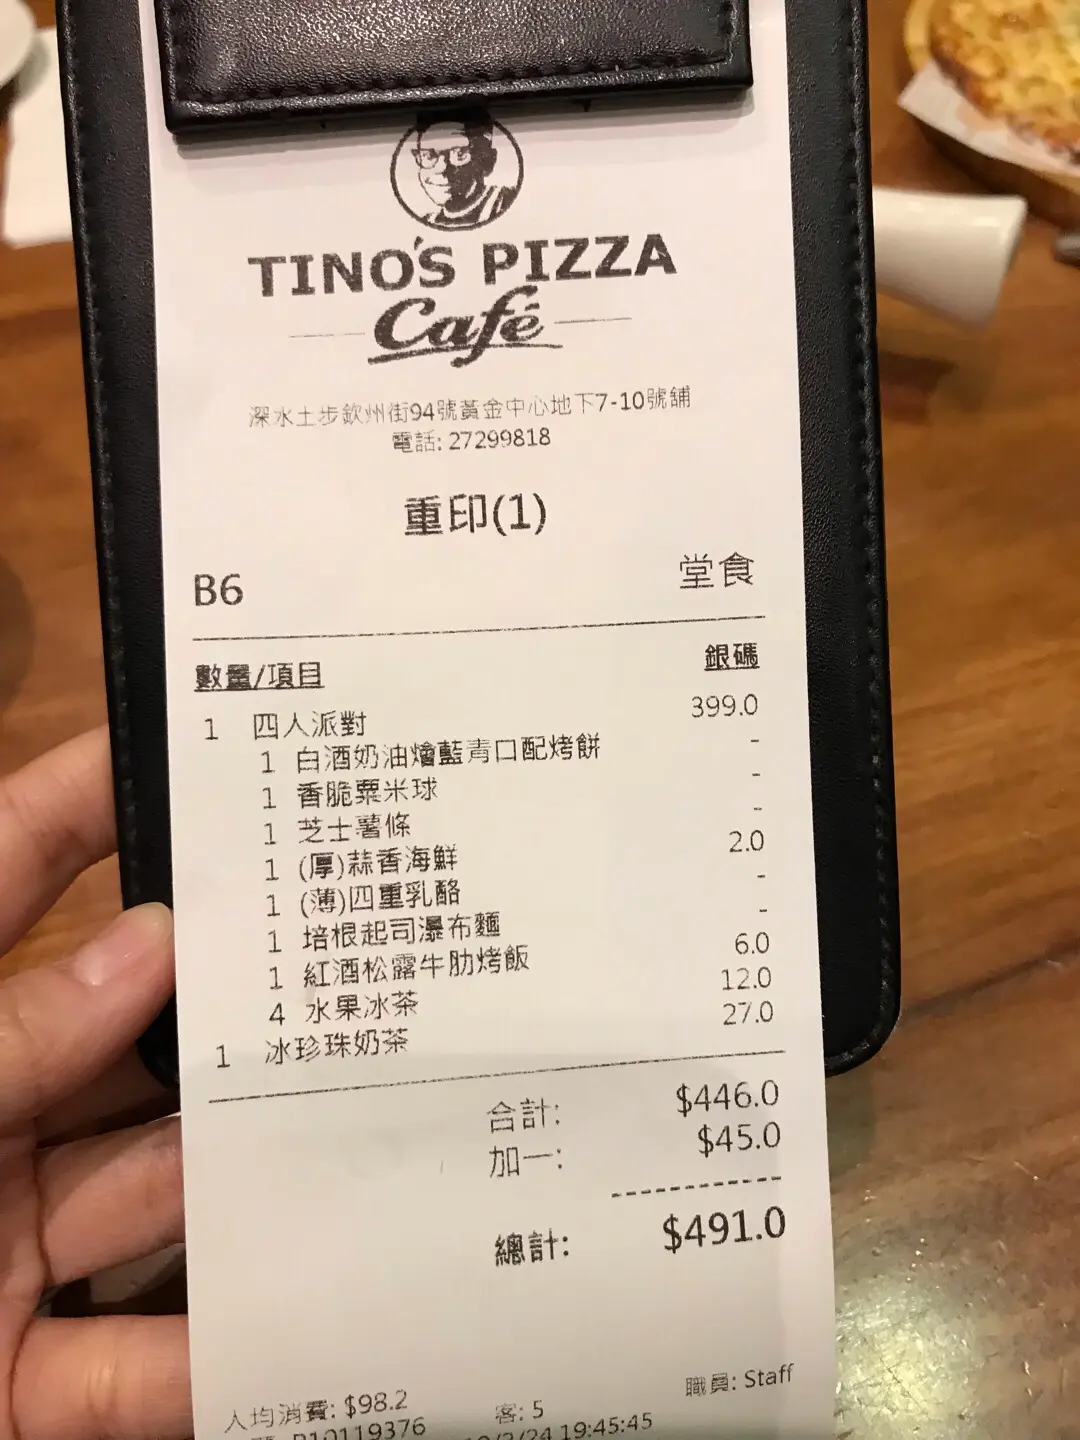 TINO'S PIZZA
Café
深水土步欽州街94號黃金中心地下7-10號舖
電話: 27299818
重印(1)
B6 堂食
數量/項目 銀碼
1 四人派對 399.0
1 白酒奶油燴藍青口配烤餅 -
1 香脆粟米球 -
1 芝士薯條 -
1 (厚)蒜香海鮮 2.0
1 (薄)四重乳酪 -
1 培根起司瀑布麵 -
1 紅酒松露牛肋烤飯 6.0
4 水果冰茶 12.0
1 冰珍珠奶茶 27.0
合計: $446.0
加一: $45.0
總計: $491.0
人均消費: $98.2 客: 5 職員: Staff
19:45:45